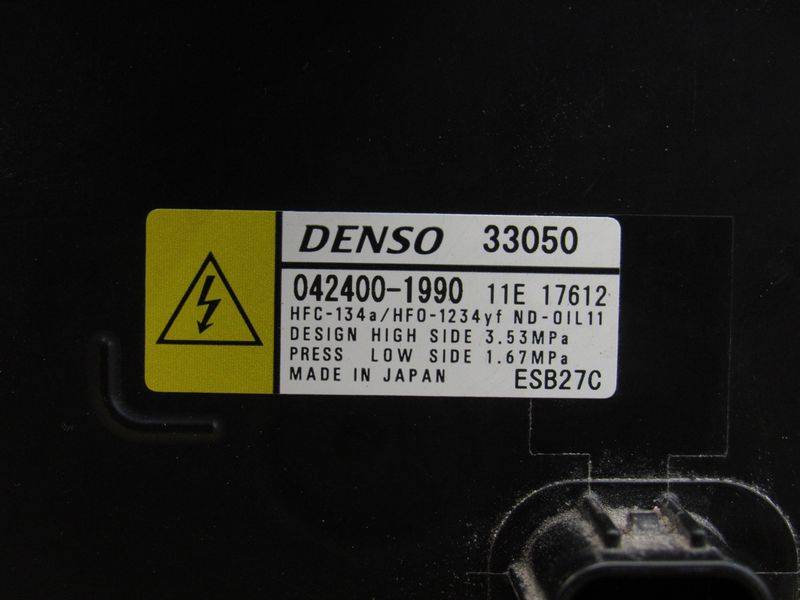 DENSO 33050
042400-1990 11E 17612
HFC-134a/HFO-1234yf ND-OIL11
DESIGN HIGH SIDE 3.53MPa
PRESS LOW SIDE 1.67MPa
MADE IN JAPAN ESB27C